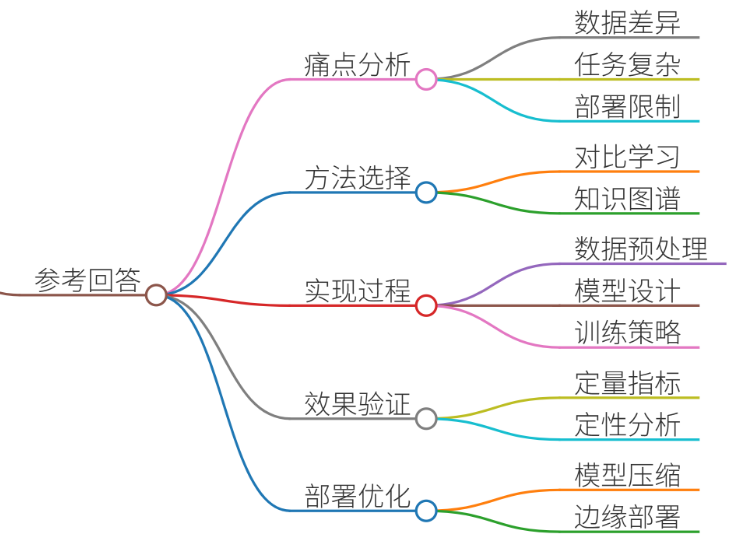 参考回答
痛点分析
数据差异
任务复杂
部署限制
方法选择
对比学习
知识图谱
实现过程
数据预处理
模型设计
训练策略
效果验证
定量指标
定性分析
部署优化
模型压缩
边缘部署